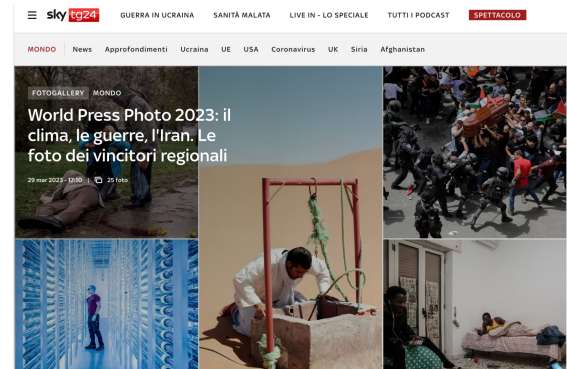 sky tg24
GUERRA IN UCRAINA
SANITÀ MALATA
LIVE IN - LO SPECIALE
TUTTI I PODCAST
SPETTACOLO
MONDO
News
Approfondimenti
Ucraina
UE
USA
Coronavirus
UK
Siria
Afghanistan
FOTOGALLERY MONDO
World Press Photo 2023: il
clima, le guerre, l'Iran. Le
foto dei vincitori regionali
29 mar 2023 - 17:10 | 25 foto